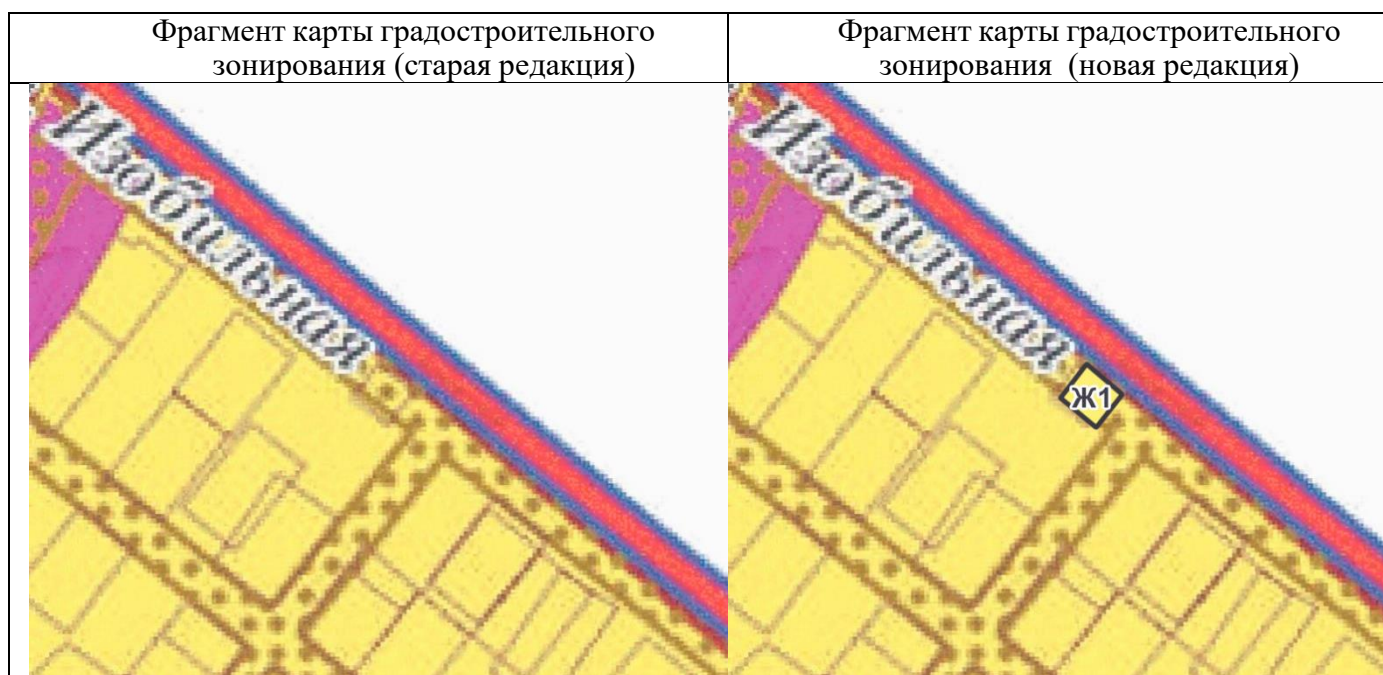 Фрагмент карты градостроительного
зонирования (старая редакция)
Фрагмент карты градостроительного
зонирования (новая редакция)
Изобильная
Изобильная
Ж1